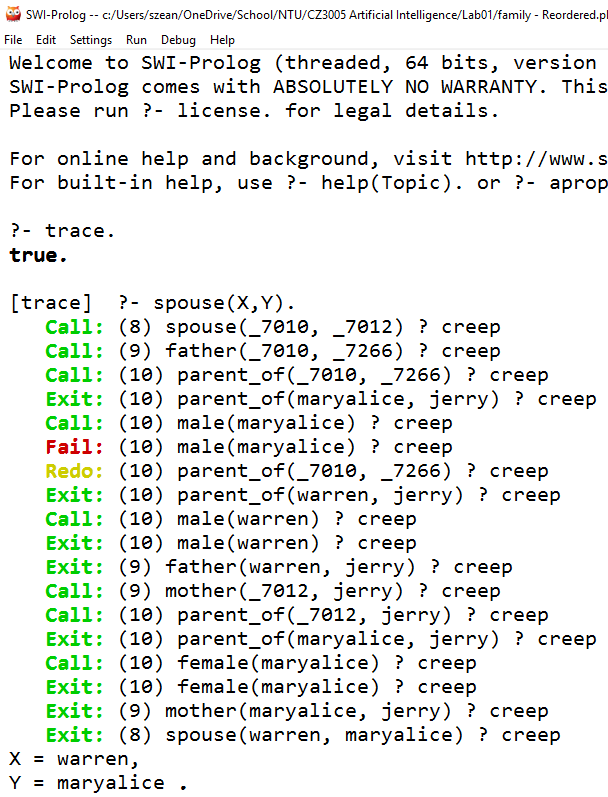 SWI-Prolog -- c:/Users/szean/OneDrive/School/NTU/CZ3005 Artificial Intelligence/Lab01/family - Reordered.pl
File Edit Settings Run Debug Help
Welcome to SWI-Prolog (threaded, 64 bits, version
SWI-Prolog comes with ABSOLUTELY NO WARRANTY. This
Please run ?- license. for legal details.
For online help and background, visit http://www.s
For built-in help, use ?- help(Topic). or ?- aprop
?- trace.
true.
[trace]  ?- spouse(X,Y).
Call: (8) spouse(_7010, _7012) ? creep
Call: (9) father(_7010, _7266) ? creep
Call: (10) parent_of(_7010, _7266) ? creep
Exit: (10) parent_of(maryalice, jerry) ? creep
Call: (10) male(maryalice) ? creep
Fail: (10) male(maryalice) ? creep
Redo: (10) parent_of(_7010, _7266) ? creep
Exit: (10) parent_of(warren, jerry) ? creep
Call: (10) male(warren) ? creep
Exit: (10) male(warren) ? creep
Exit: (9) father(warren, jerry) ? creep
Call: (9) mother(_7012, jerry) ? creep
Call: (10) parent_of(_7012, jerry) ? creep
Exit: (10) parent_of(maryalice, jerry) ? creep
Call: (10) female(maryalice) ? creep
Exit: (10) female(maryalice) ? creep
Exit: (9) mother(maryalice, jerry) ? creep
Exit: (8) spouse(warren, maryalice) ? creep
X = warren,
Y = maryalice .